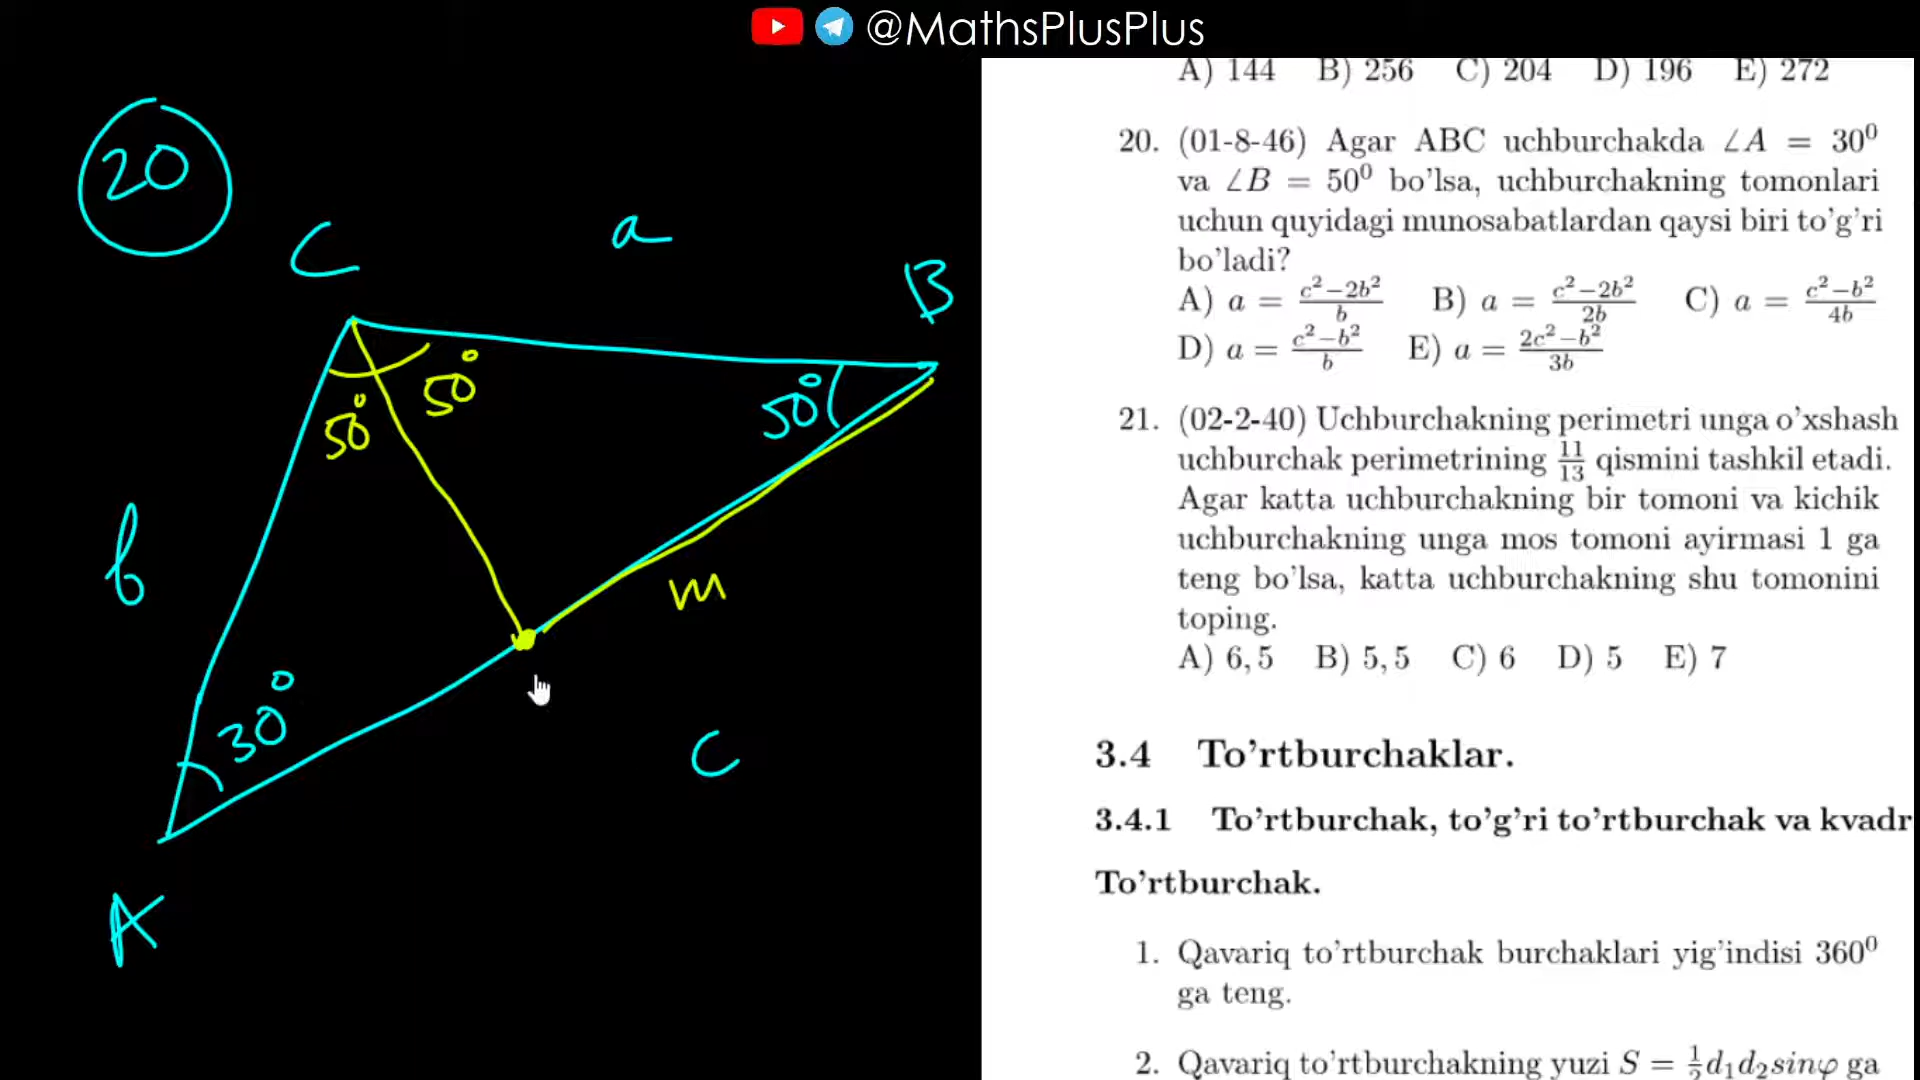 @MathsPlusPlus
20
C
a
B
50°
50°
50°
b
m
30°
c
A
A) 144 B) 256 C) 204 D) 196 E) 272
20. (01-8-46) Agar ABC uchburchakda ∠A = 30⁰
va ∠B = 50⁰ bo'lsa, uchburchakning tomonlari
uchun quyidagi munosabatlardan qaysi biri to'g'ri
bo'ladi?
A) a = (c²−2b²)/b B) a = (c²−2b²)/2b C) a = (c²−b²)/4b
D) a = (c²−b²)/b E) a = (2c²−b²)/3b
21. (02-2-40) Uchburchakning perimetri unga o'xshash
uchburchak perimetrining 11/13 qismini tashkil etadi.
Agar katta uchburchakning bir tomoni va kichik
uchburchakning unga mos tomoni ayirmasi 1 ga
teng bo'lsa, katta uchburchakning shu tomonini
toping.
A) 6,5 B) 5,5 C) 6 D) 5 E) 7
3.4 To'rtburchaklar.
3.4.1 To'rtburchak, to'g'ri to'rtburchak va kvadr
To'rtburchak.
1. Qavariq to'rtburchak burchaklari yig'indisi 360⁰
ga teng.
2. Qavariq to'rtburchakning yuzi S = ½d₁d₂sinφ ga